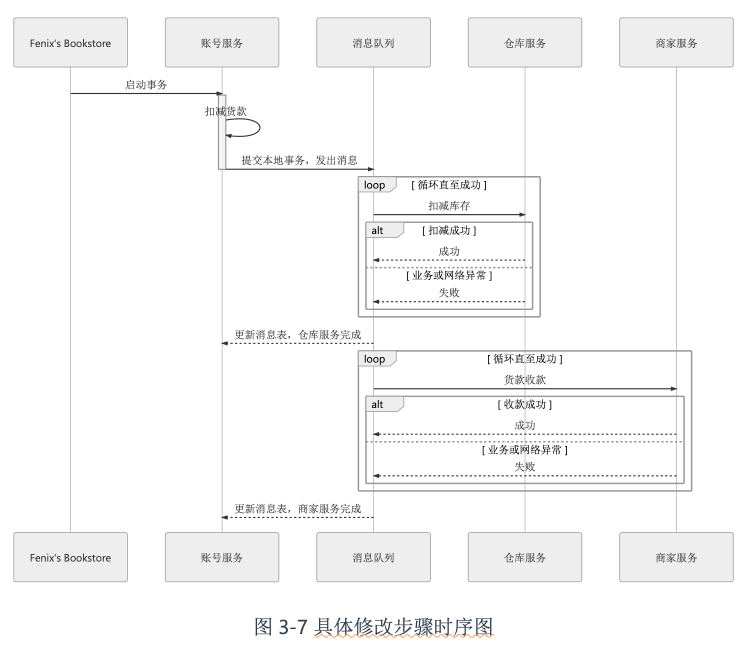 Fenix's Bookstore
账号服务
消息队列
仓库服务
商家服务
启动事务
扣减货款
提交本地事务，发出消息
loop
[ 循环直至成功 ]
扣减库存
alt
[ 扣减成功 ]
成功
[ 业务或网络异常 ]
失败
更新消息表，仓库服务完成
loop
[ 循环直至成功 ]
货款收款
alt
[ 收款成功 ]
成功
[ 业务或网络异常 ]
失败
更新消息表，商家服务完成
Fenix's Bookstore
账号服务
消息队列
仓库服务
商家服务
图 3-7 具体修改步骤时序图